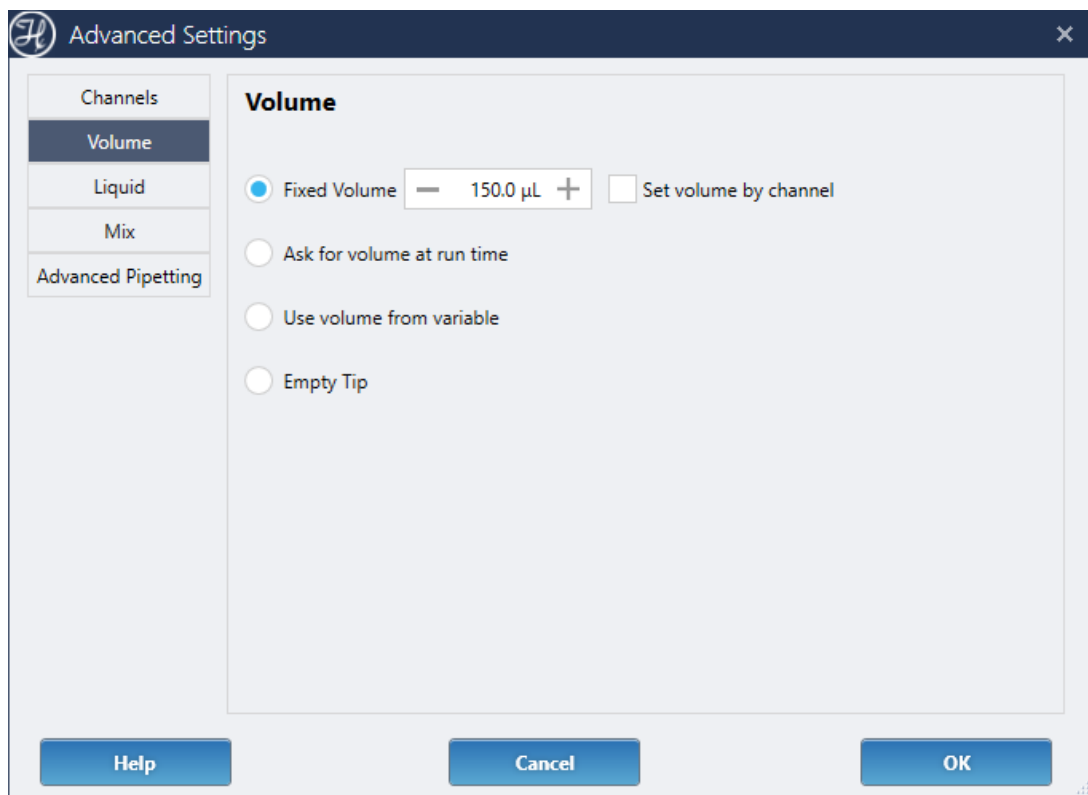 H Advanced Settings
Channels
Volume
Liquid
Mix
Advanced Pipetting
Volume
Fixed Volume 150.0 µL Set volume by channel
Ask for volume at run time
Use volume from variable
Empty Tip
Help Cancel OK